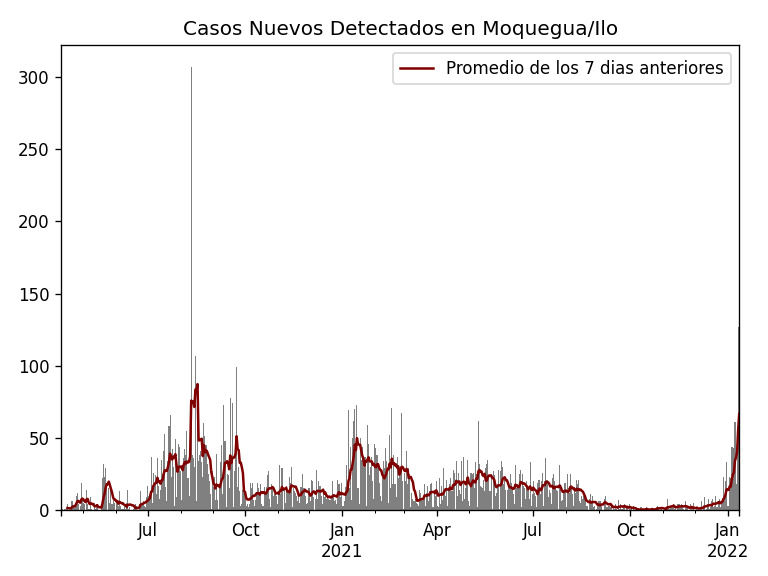 Casos Nuevos Detectados en Moquegua/Ilo
Promedio de los 7 dias anteriores
300
250
200
150
100
50
0
Jul Oct Jan Apr Jul Oct Jan
2021 2022